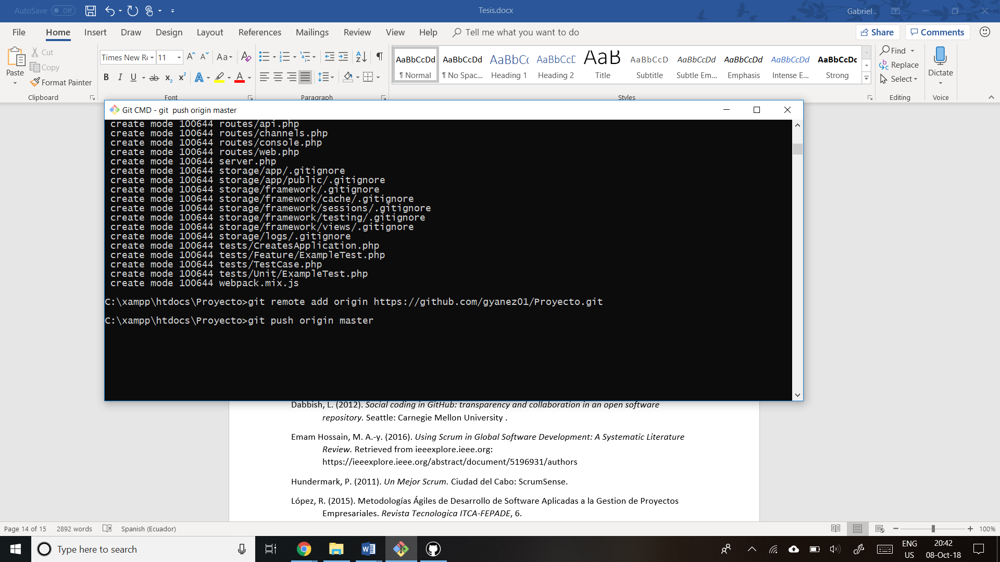 AutoSave Off
Tesis.docx
Gabriel .
File Home Insert Draw Design Layout References Mailings Review View Help Tell me what you want to do
Share Comments
Paste
Cut
Copy
Format Painter
Clipboard
Times New Ro 11
Font
Paragraph
AaBbCcDd AaBbCcDd AaBbCc AaBbCcD AaB AaBbCcD AaBbCcDd AaBbCcDd AaBbCcDd AaBbCcDc
¶ Normal ¶ No Spac... Heading 1 Heading 2 Title Subtitle Subtle Em... Emphasis Intense E... Strong
Styles
Find
Replace
Select
Editing
Dictate
Voice
Git CMD - git  push origin master
create mode 100644 routes/api.php
create mode 100644 routes/channels.php
create mode 100644 routes/console.php
create mode 100644 routes/web.php
create mode 100644 server.php
create mode 100644 storage/app/.gitignore
create mode 100644 storage/app/public/.gitignore
create mode 100644 storage/framework/.gitignore
create mode 100644 storage/framework/cache/.gitignore
create mode 100644 storage/framework/sessions/.gitignore
create mode 100644 storage/framework/testing/.gitignore
create mode 100644 storage/framework/views/.gitignore
create mode 100644 storage/logs/.gitignore
create mode 100644 tests/CreatesApplication.php
create mode 100644 tests/Feature/ExampleTest.php
create mode 100644 tests/TestCase.php
create mode 100644 tests/Unit/ExampleTest.php
create mode 100644 webpack.mix.js
C:\xampp\htdocs\Proyecto>git remote add origin https://github.com/gyanez01/Proyecto.git
C:\xampp\htdocs\Proyecto>git push origin master
Dabbish, L. (2012). Social coding in GitHub: transparency and collaboration in an open software
repository. Seattle: Carnegie Mellon University .
Emam Hossain, M. A.-y. (2016). Using Scrum in Global Software Development: A Systematic Literature
Review. Retrieved from ieeexplore.ieee.org:
https://ieeexplore.ieee.org/abstract/document/5196931/authors
Hundermark, P. (2011). Un Mejor Scrum. Ciudad del Cabo: ScrumSense.
López, R. (2015). Metodologías Ágiles de Desarrollo de Software Aplicadas a la Gestion de Proyectos
Empresariales. Revista Tecnologica ITCA-FEPADE, 6.
Page 14 of 15 2892 words Spanish (Ecuador) 100%
Type here to search
ENG
US
20:42
08-Oct-18